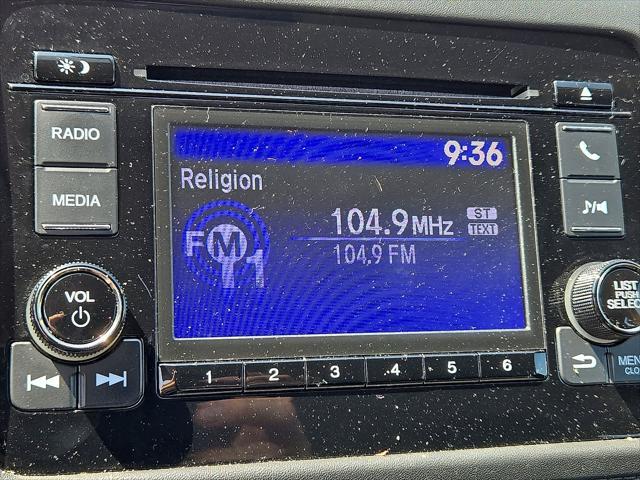 RADIO
MEDIA
9:36
Religion
104.9MHz
ST
TEXT
104.9 FM
FM1
VOL
LIST
PUSH
SELECT
1 2 3 4 5 6